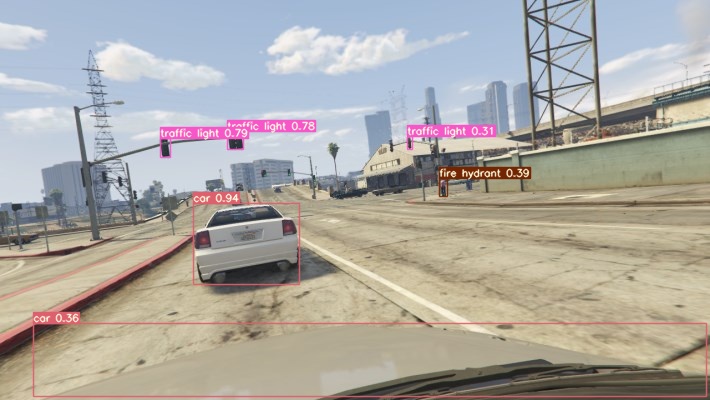 traffic light 0.79
traffic light 0.78
traffic light 0.31
fire hydrant 0.39
car 0.94
car 0.36